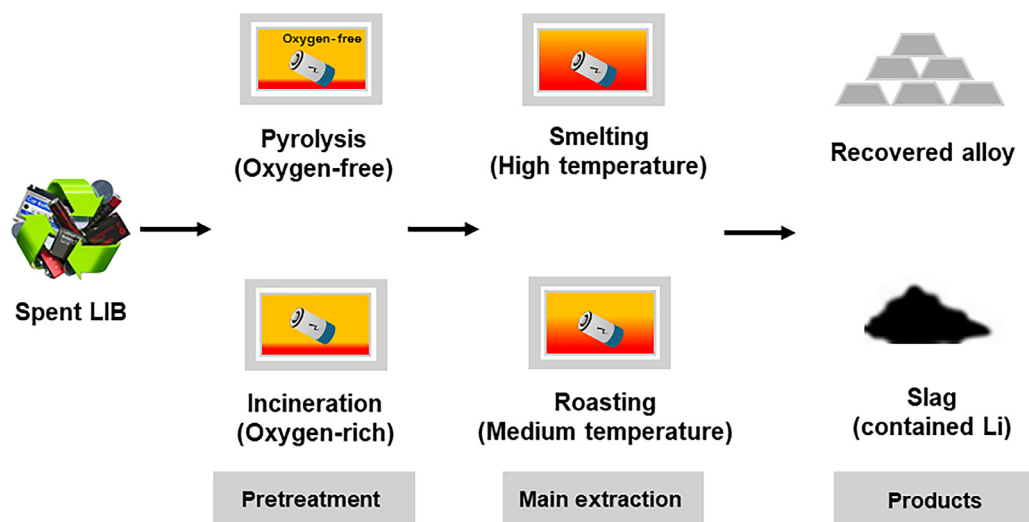 Oxygen-free
Pyrolysis
(Oxygen-free)
Smelting
(High temperature)
Recovered alloy
Spent LIB
Incineration
(Oxygen-rich)
Roasting
(Medium temperature)
Slag
(contained Li)
Pretreatment
Main extraction
Products